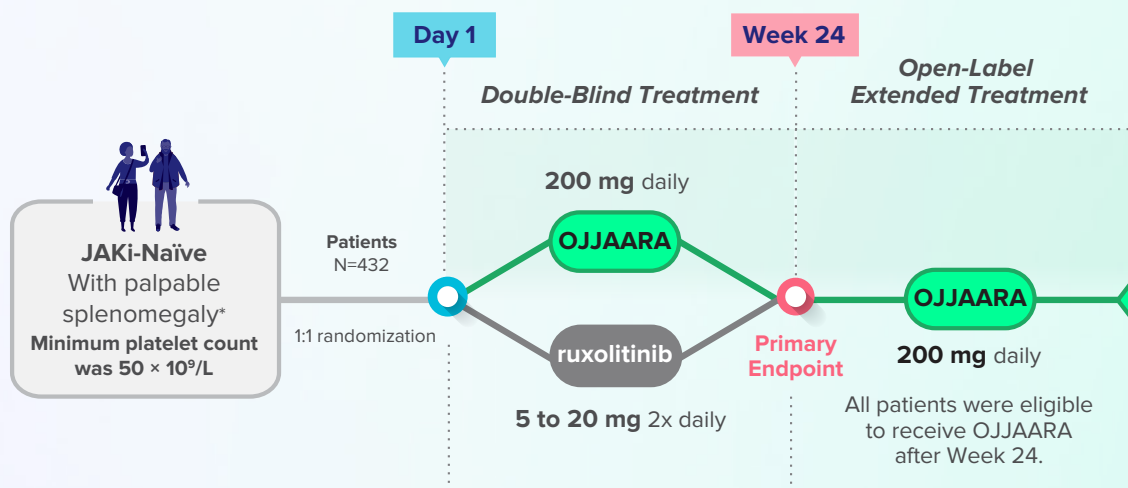 Day 1
Week 24
Double-Blind Treatment
Open-Label
Extended Treatment
JAKi-Naïve
With palpable
splenomegaly*
Minimum platelet count
was 50 × 10⁹/L
Patients
N=432
1:1 randomization
200 mg daily
OJJAARA
ruxolitinib
5 to 20 mg 2x daily
Primary
Endpoint
OJJAARA
200 mg daily
All patients were eligible
to receive OJJAARA
after Week 24.